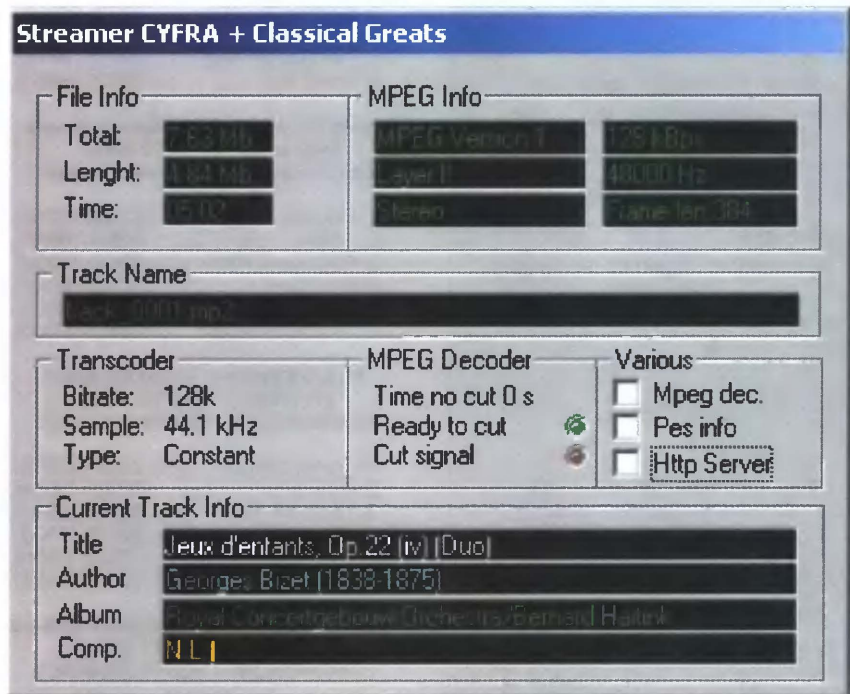 Streamer CYFRA + Classical Greats
File Info
Total: 7.63 Mb
Lenght: 4.84 Mb
Time: 05:02
MPEG Info
MPEG Version 1
Layer II 48000 Hz
Stereo Frame len 384
Track Name
Transcoder
Bitrate: 128k
Sample: 44.1 kHz
Type: Constant
MPEG Decoder
Time no cut 0 s
Ready to cut
Cut signal
Various
Mpeg dec.
Pes info
Http Server
Current Track Info
Title Jeux d'enfants, Op.22 (iv) (Duo)
Author Georges Bizet (1838-1875)
Album Royal Concertgebouw Orchestra/Bernard Haitink
Comp. N L